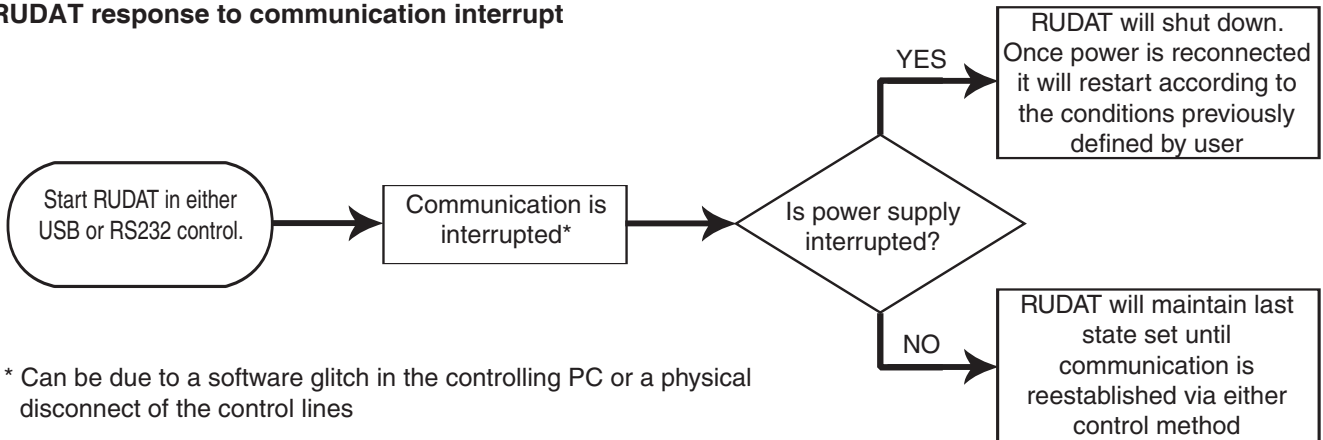 RUDAT response to communication interrupt
Start RUDAT in either
USB or RS232 control.
Communication is
interrupted*
Is power supply
interrupted?
YES
RUDAT will shut down.
Once power is reconnected
it will restart according to
the conditions previously
defined by user
NO
RUDAT will maintain last
state set until
communication is
reestablished via either
control method
* Can be due to a software glitch in the controlling PC or a physical
disconnect of the control lines